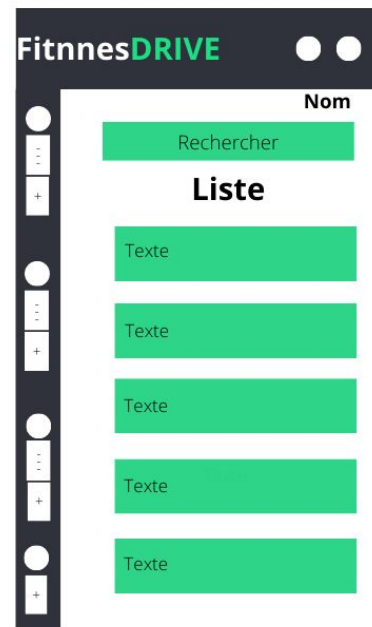 FitnnesDRIVE
Nom
Rechercher
Liste
Texte
Texte
Texte
Texte
Texte
---
+
---
+
---
+
+